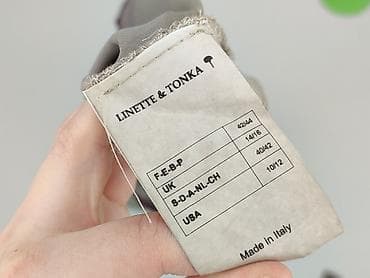 LINETTE & TONKA
F-E-B-P 42/44
UK 14/16
S-D-A-NL-CH 40/42
USA 10/12
Made in Italy